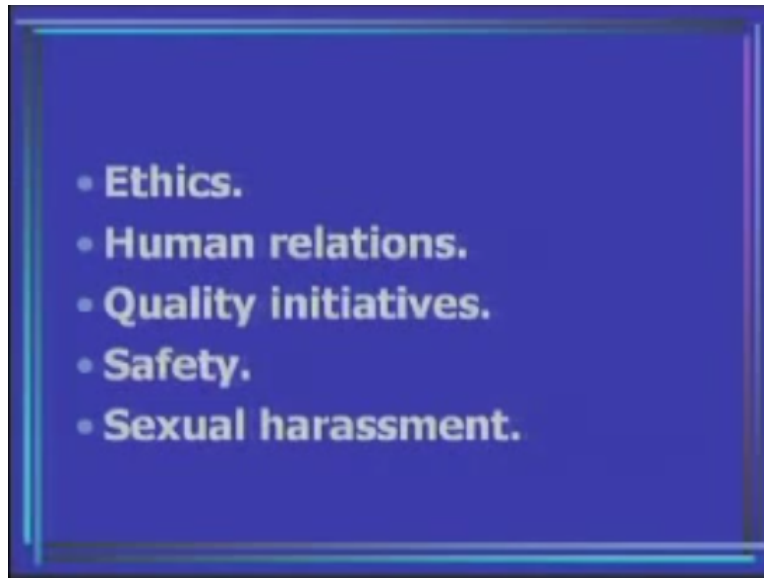 • Ethics.
• Human relations.
• Quality initiatives.
• Safety.
• Sexual harassment.